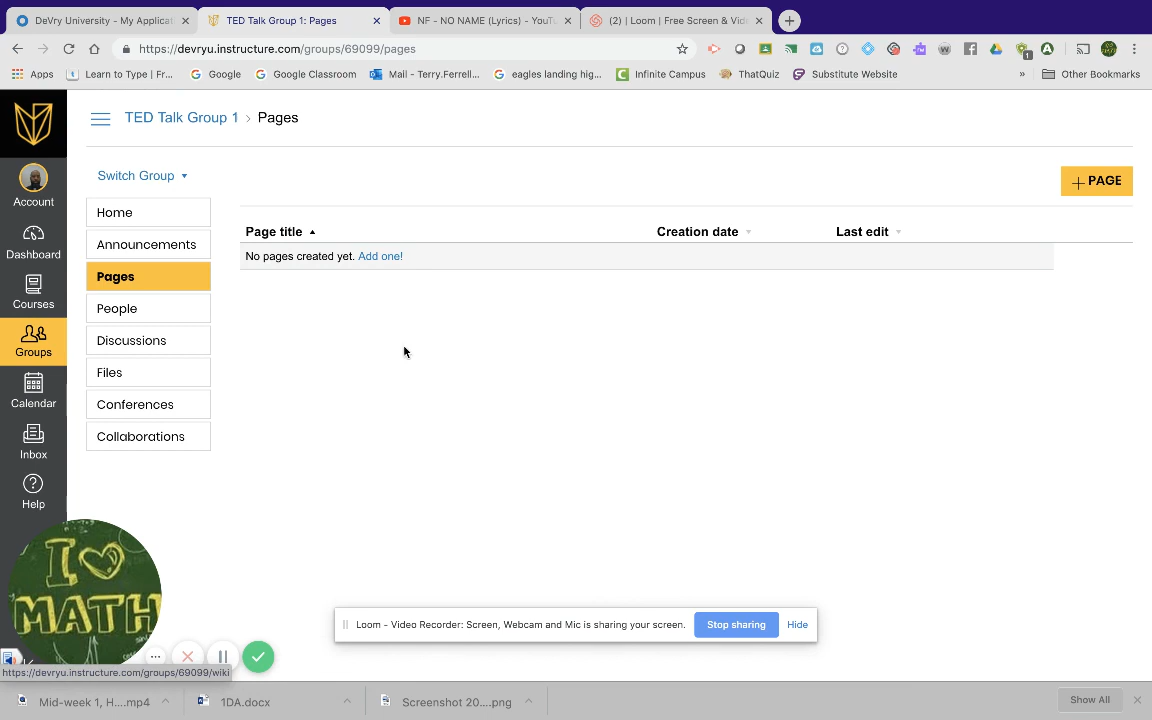 DeVry University - My Applicat
TED Talk Group 1: Pages
NF - NO NAME (Lyrics) - YouTu
(2) | Loom | Free Screen & Vide
https://devryu.instructure.com/groups/69099/pages
Apps
Learn to Type | Fr...
Google
Google Classroom
Mail - Terry.Ferrell...
eagles landing hig...
Infinite Campus
ThatQuiz
Substitute Website
»
Other Bookmarks
TED Talk Group 1 › Pages
Switch Group
+ PAGE
Account
Dashboard
Courses
Groups
Calendar
Inbox
Help
Home
Announcements
Pages
People
Discussions
Files
Conferences
Collaborations
Page title
Creation date
Last edit
No pages created yet. Add one!
I
MATH
Loom - Video Recorder: Screen, Webcam and Mic is sharing your screen.
Stop sharing
Hide
https://devryu.instructure.com/groups/69099/wiki
Mid-week 1, H....mp4
1DA.docx
Screenshot 20....png
Show All